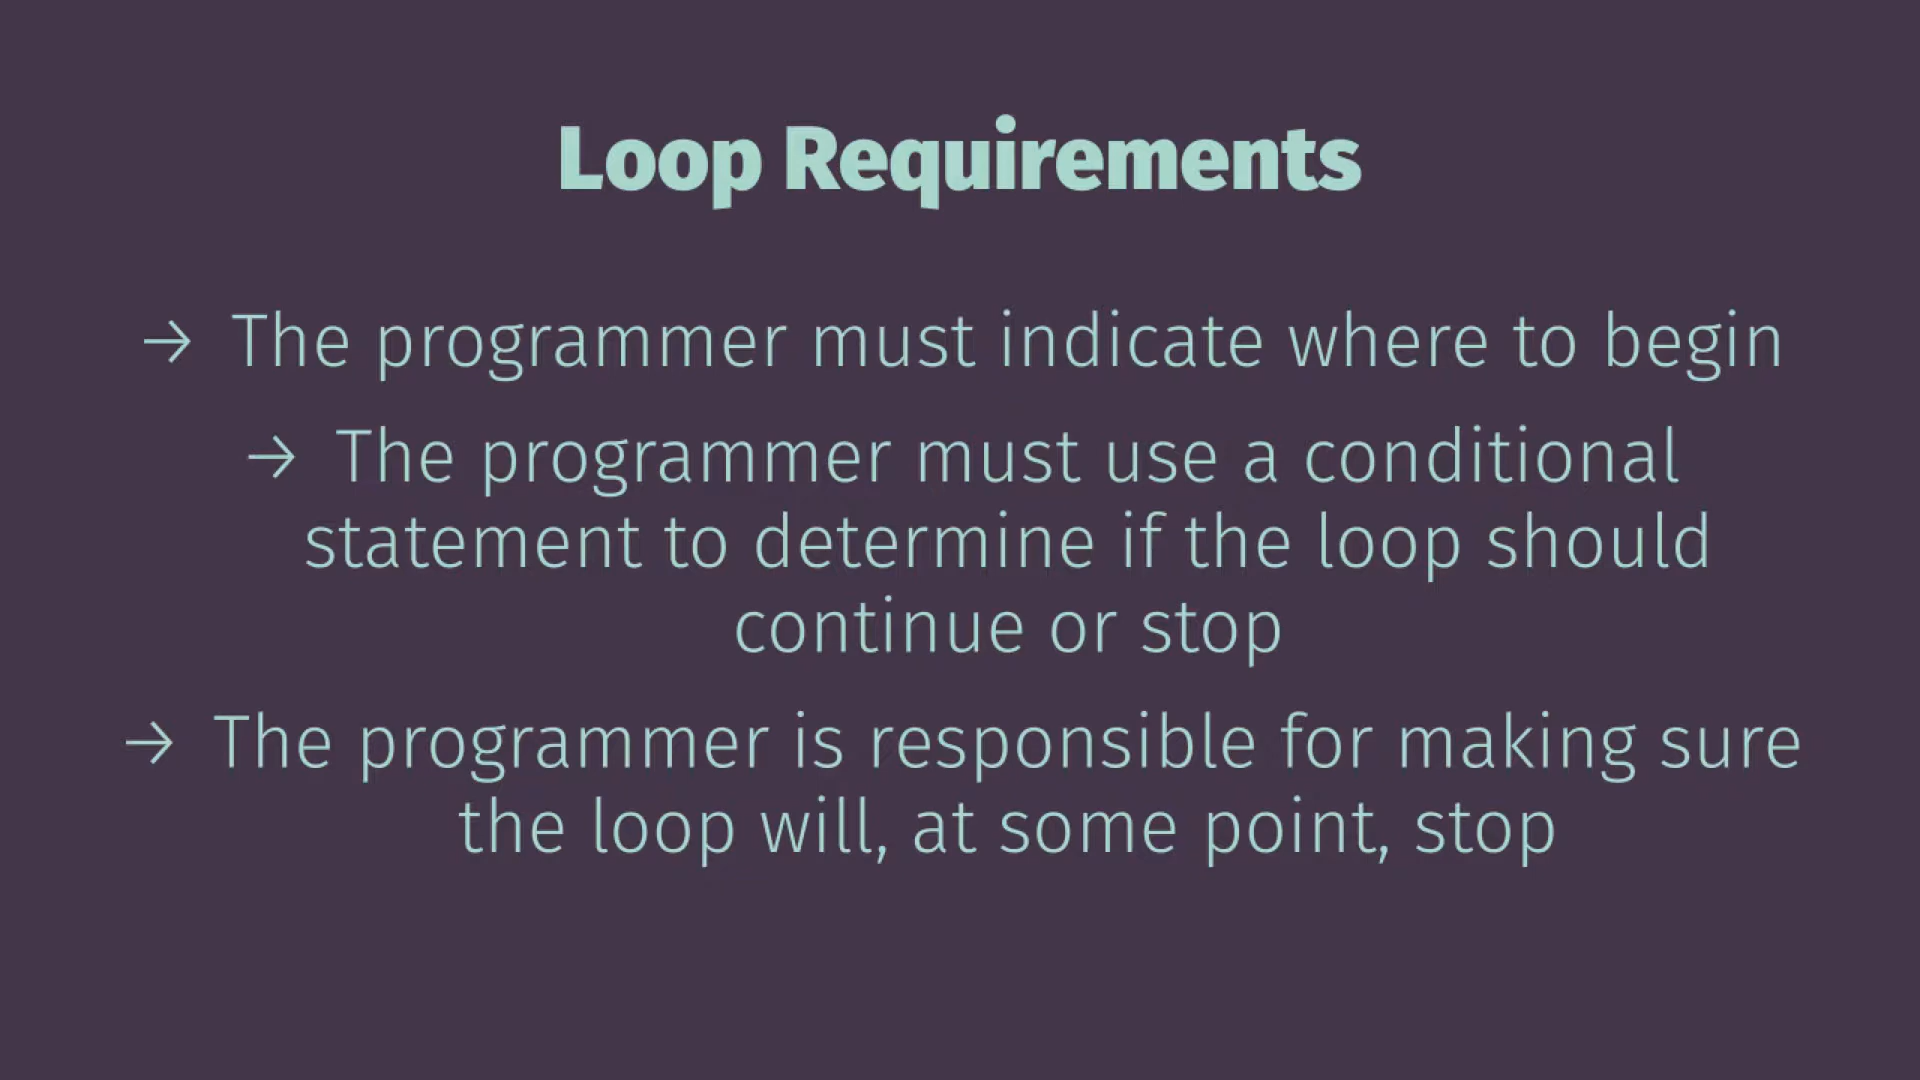 Loop Requirements
→ The programmer must indicate where to begin
→ The programmer must use a conditional
statement to determine if the loop should
continue or stop
→ The programmer is responsible for making sure
the loop will, at some point, stop